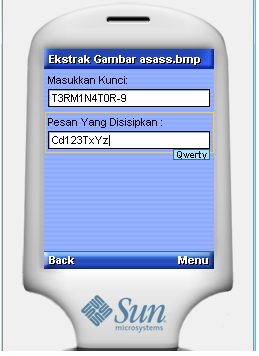 Ekstrak Gambar asass.bmp
Masukkan Kunci:
T3RM1N4T0R-9
Pesan Yang Disisipkan :
Cd123TxYz
Qwerty
Back Menu
Sun
microsystems